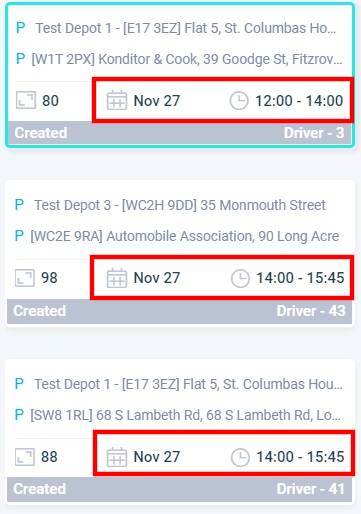 P Test Depot 1 - [E17 3EZ] Flat 5, St. Columbas Ho...
P [W1T 2PX] Konditor & Cook, 39 Goodge St, Fitzrov...
80 Nov 27 12:00 - 14:00
Created Driver - 3
P Test Depot 3 - [WC2H 9DD] 35 Monmouth Street
P [WC2E 9RA] Automobile Association, 90 Long Acre
98 Nov 27 14:00 - 15:45
Created Driver - 43
P Test Depot 1 - [E17 3EZ] Flat 5, St. Columbas Hou...
P [SW8 1RL] 68 S Lambeth Rd, 68 S Lambeth Rd, Lo...
88 Nov 27 14:00 - 15:45
Created Driver - 41